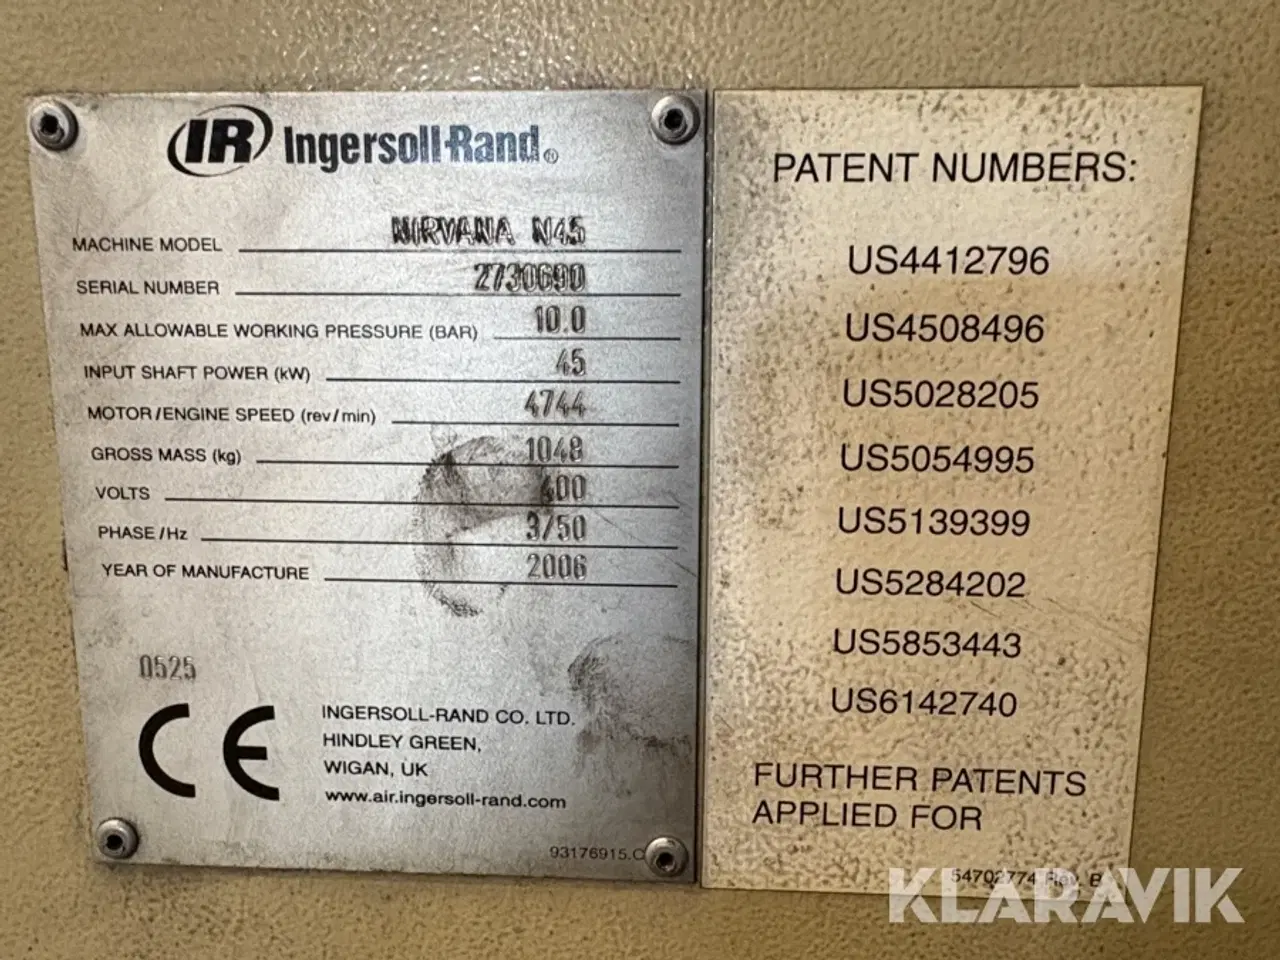 IR Ingersoll-Rand®
MACHINE MODEL NIRVANA N45
SERIAL NUMBER 2730690
MAX ALLOWABLE WORKING PRESSURE (BAR) 10.0
INPUT SHAFT POWER (kW) 45
MOTOR/ENGINE SPEED (rev/min) 4744
GROSS MASS (kg) 1048
VOLTS 400
PHASE/Hz 3/50
YEAR OF MANUFACTURE 2006
0525
CE
INGERSOLL-RAND CO. LTD.
HINDLEY GREEN,
WIGAN, UK
www.air.ingersoll-rand.com
93176915.C
PATENT NUMBERS:
US4412796
US4508496
US5028205
US5054995
US5139399
US5284202
US5853443
US6142740
FURTHER PATENTS
APPLIED FOR
54702774 Rev. B
KLARAVIK